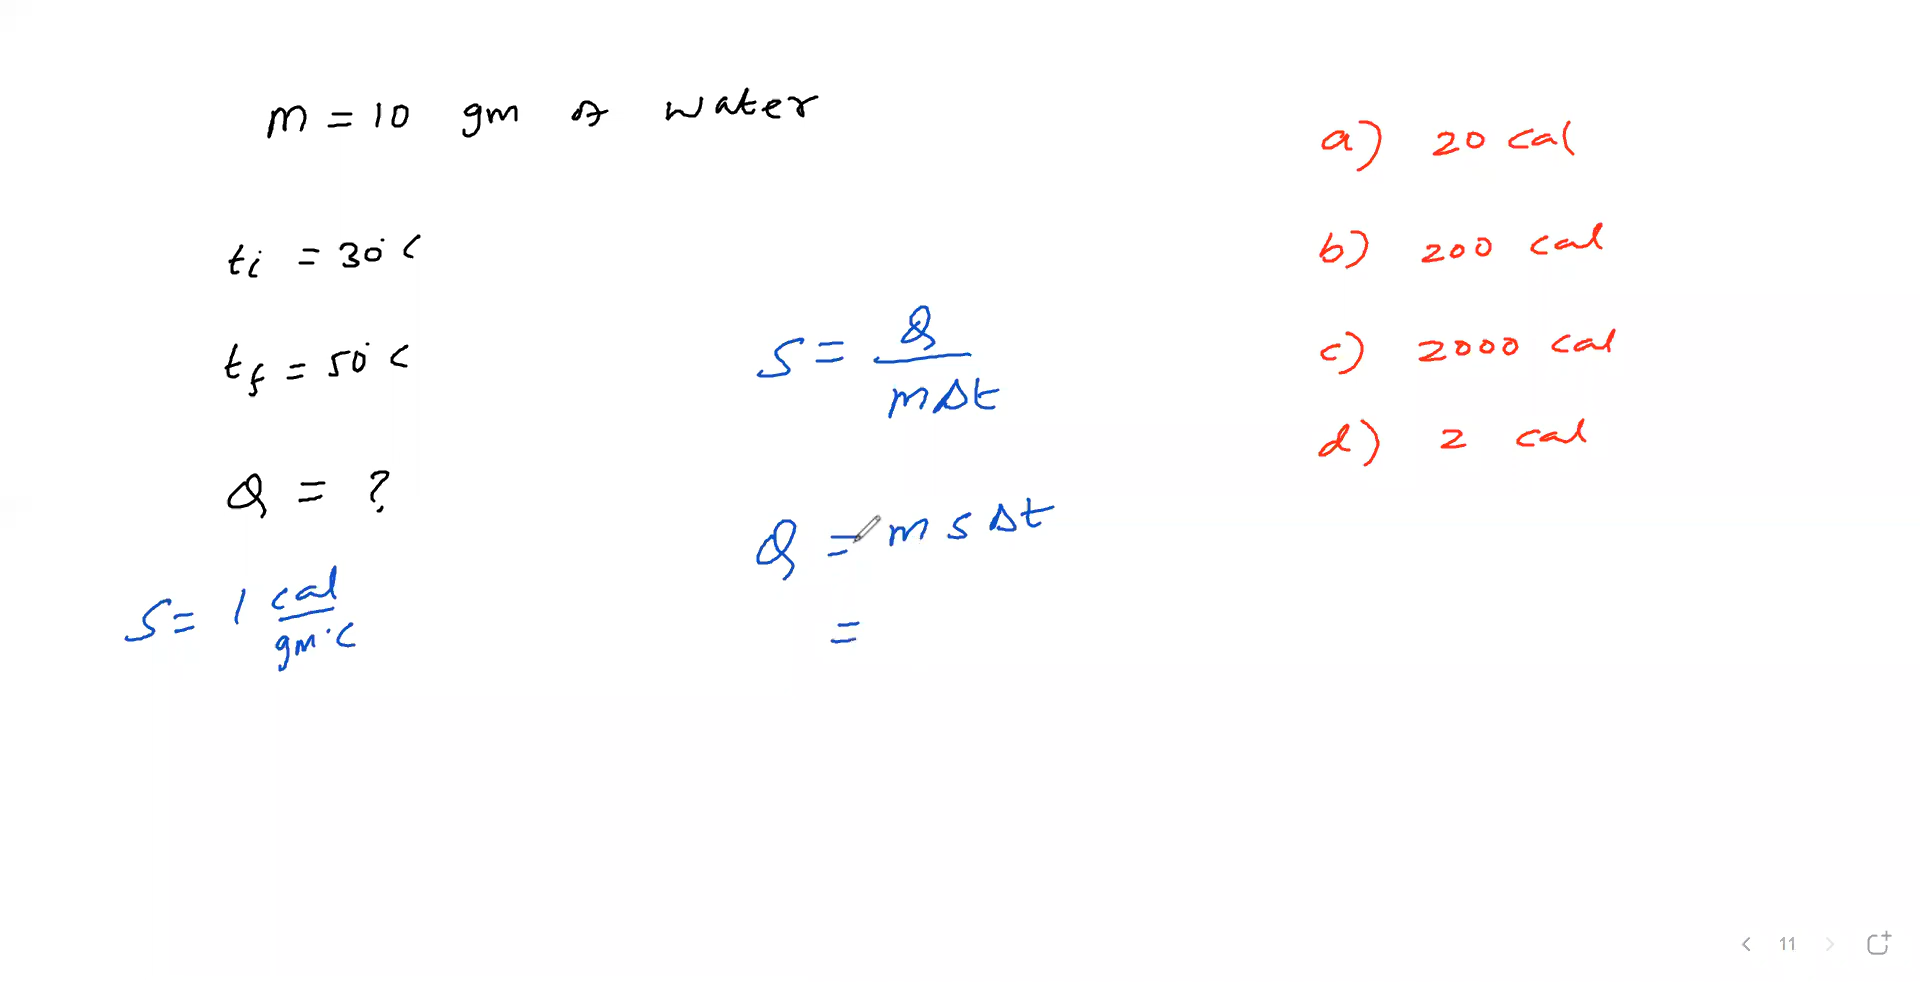 m = 10 gm of water
ti = 30°C
tf = 50°C
Q = ?
S = 1 cal/gm°C
S = Q/mΔt
Q = m s Δt
=
a) 20 cal
b) 200 cal
c) 2000 cal
d) 2 cal
< 11 >